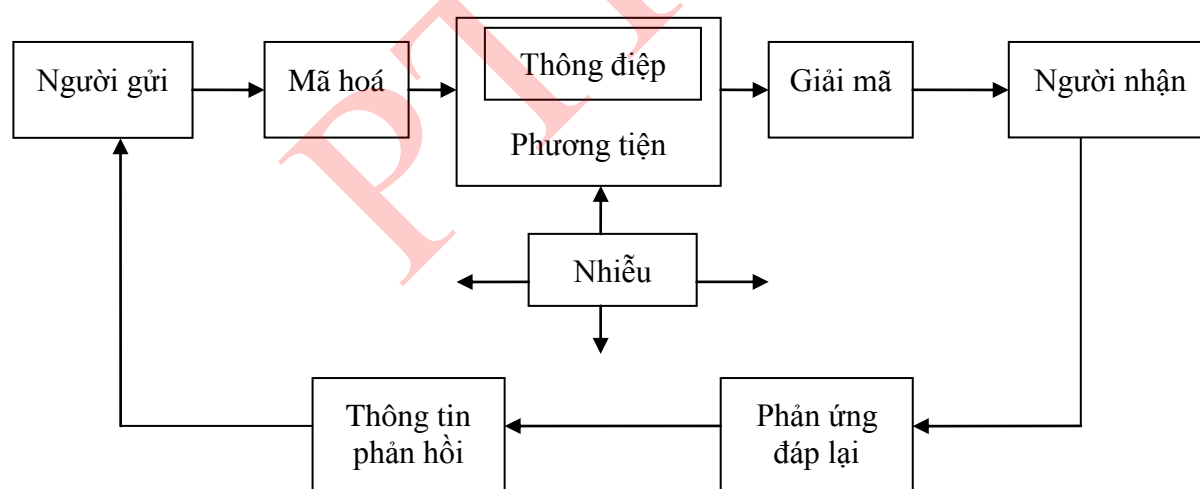 Thông điệp
Người gửi
Mã hoá
Giải mã
Người nhận
Phương tiện
Nhiễu
Thông tin
phản hồi
Phản ứng
đáp lại